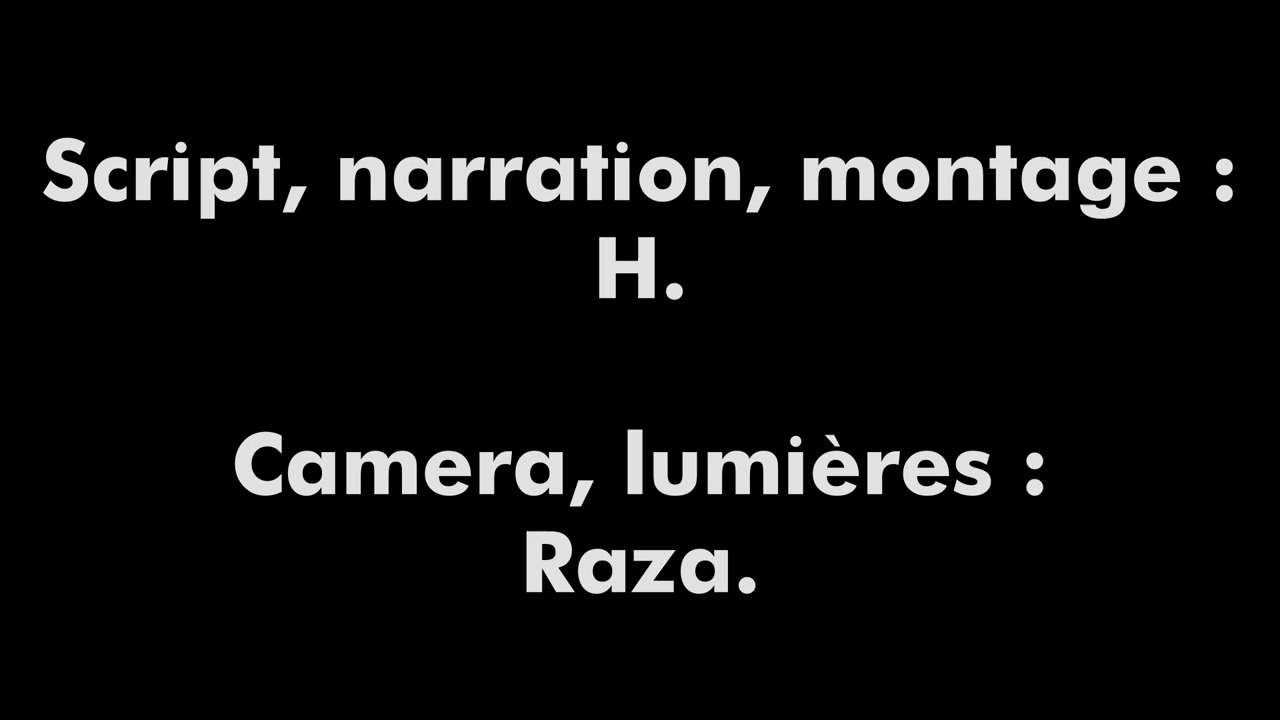 Script, narration, montage :
H.
Camera, lumières :
Raza.